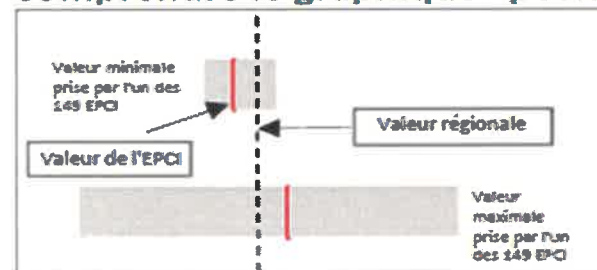 Valeur minimale
prise par l'un des
149 EPCI
Valeur régionale
Valeur de l'EPCI
Valeur
maximale
prise par l'un
des 149 EPCI